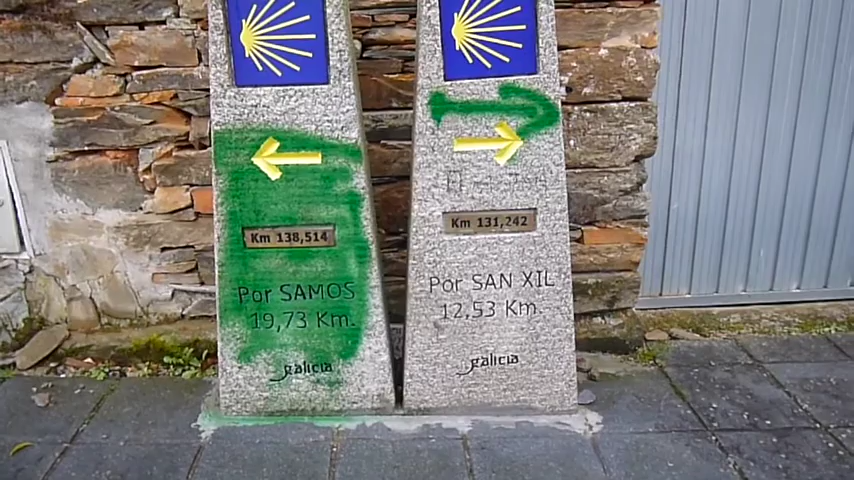 Km 138,514
Por SAMOS
19,73 Km.
galicia
Km 131,242
Por SAN XIL
12,53 Km.
galicia